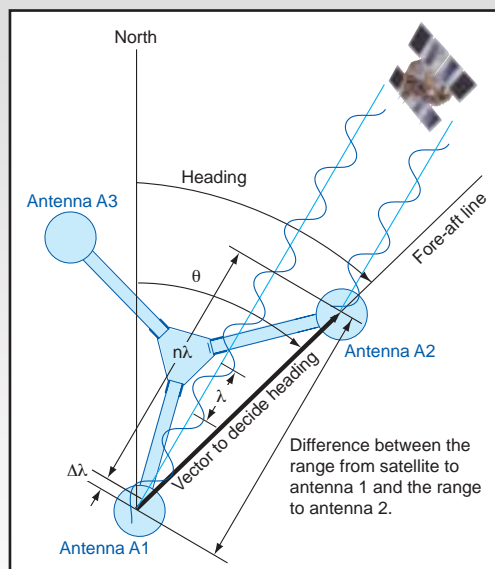 North
Heading
Antenna A3
Fore-aft line
θ
Antenna A2
nλ
λ
Vector to decide heading
Difference between the
range from satellite to
antenna 1 and the range
to antenna 2.
Δλ
Antenna A1